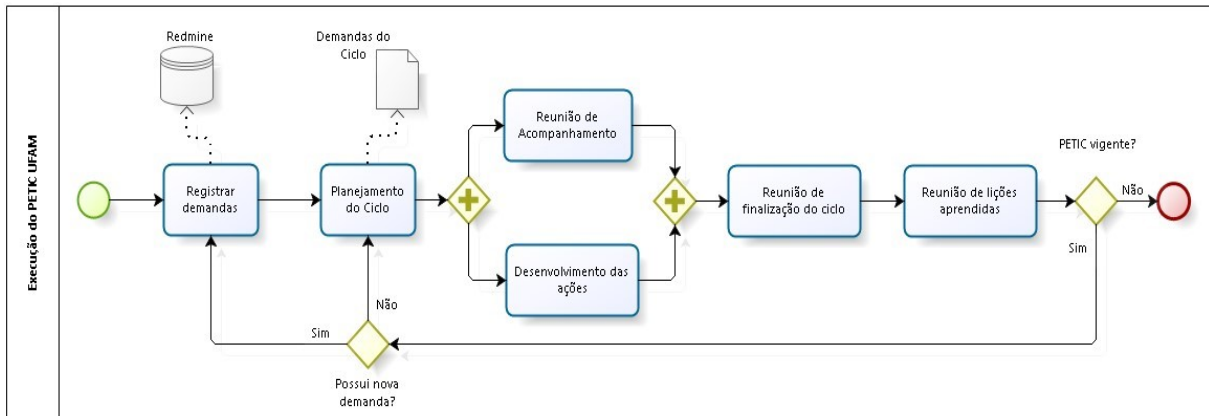 Execução do PETIC UFAM
Redmine
Demandas do
Ciclo
Registrar
demandas
Planejamento
do Ciclo
Reunião de
Acompanhamento
Desenvolvimento das
ações
Reunião de
finalização do ciclo
Reunião de lições
aprendidas
PETIC vigente?
Não
Sim
Não
Sim
Possui nova
demanda?